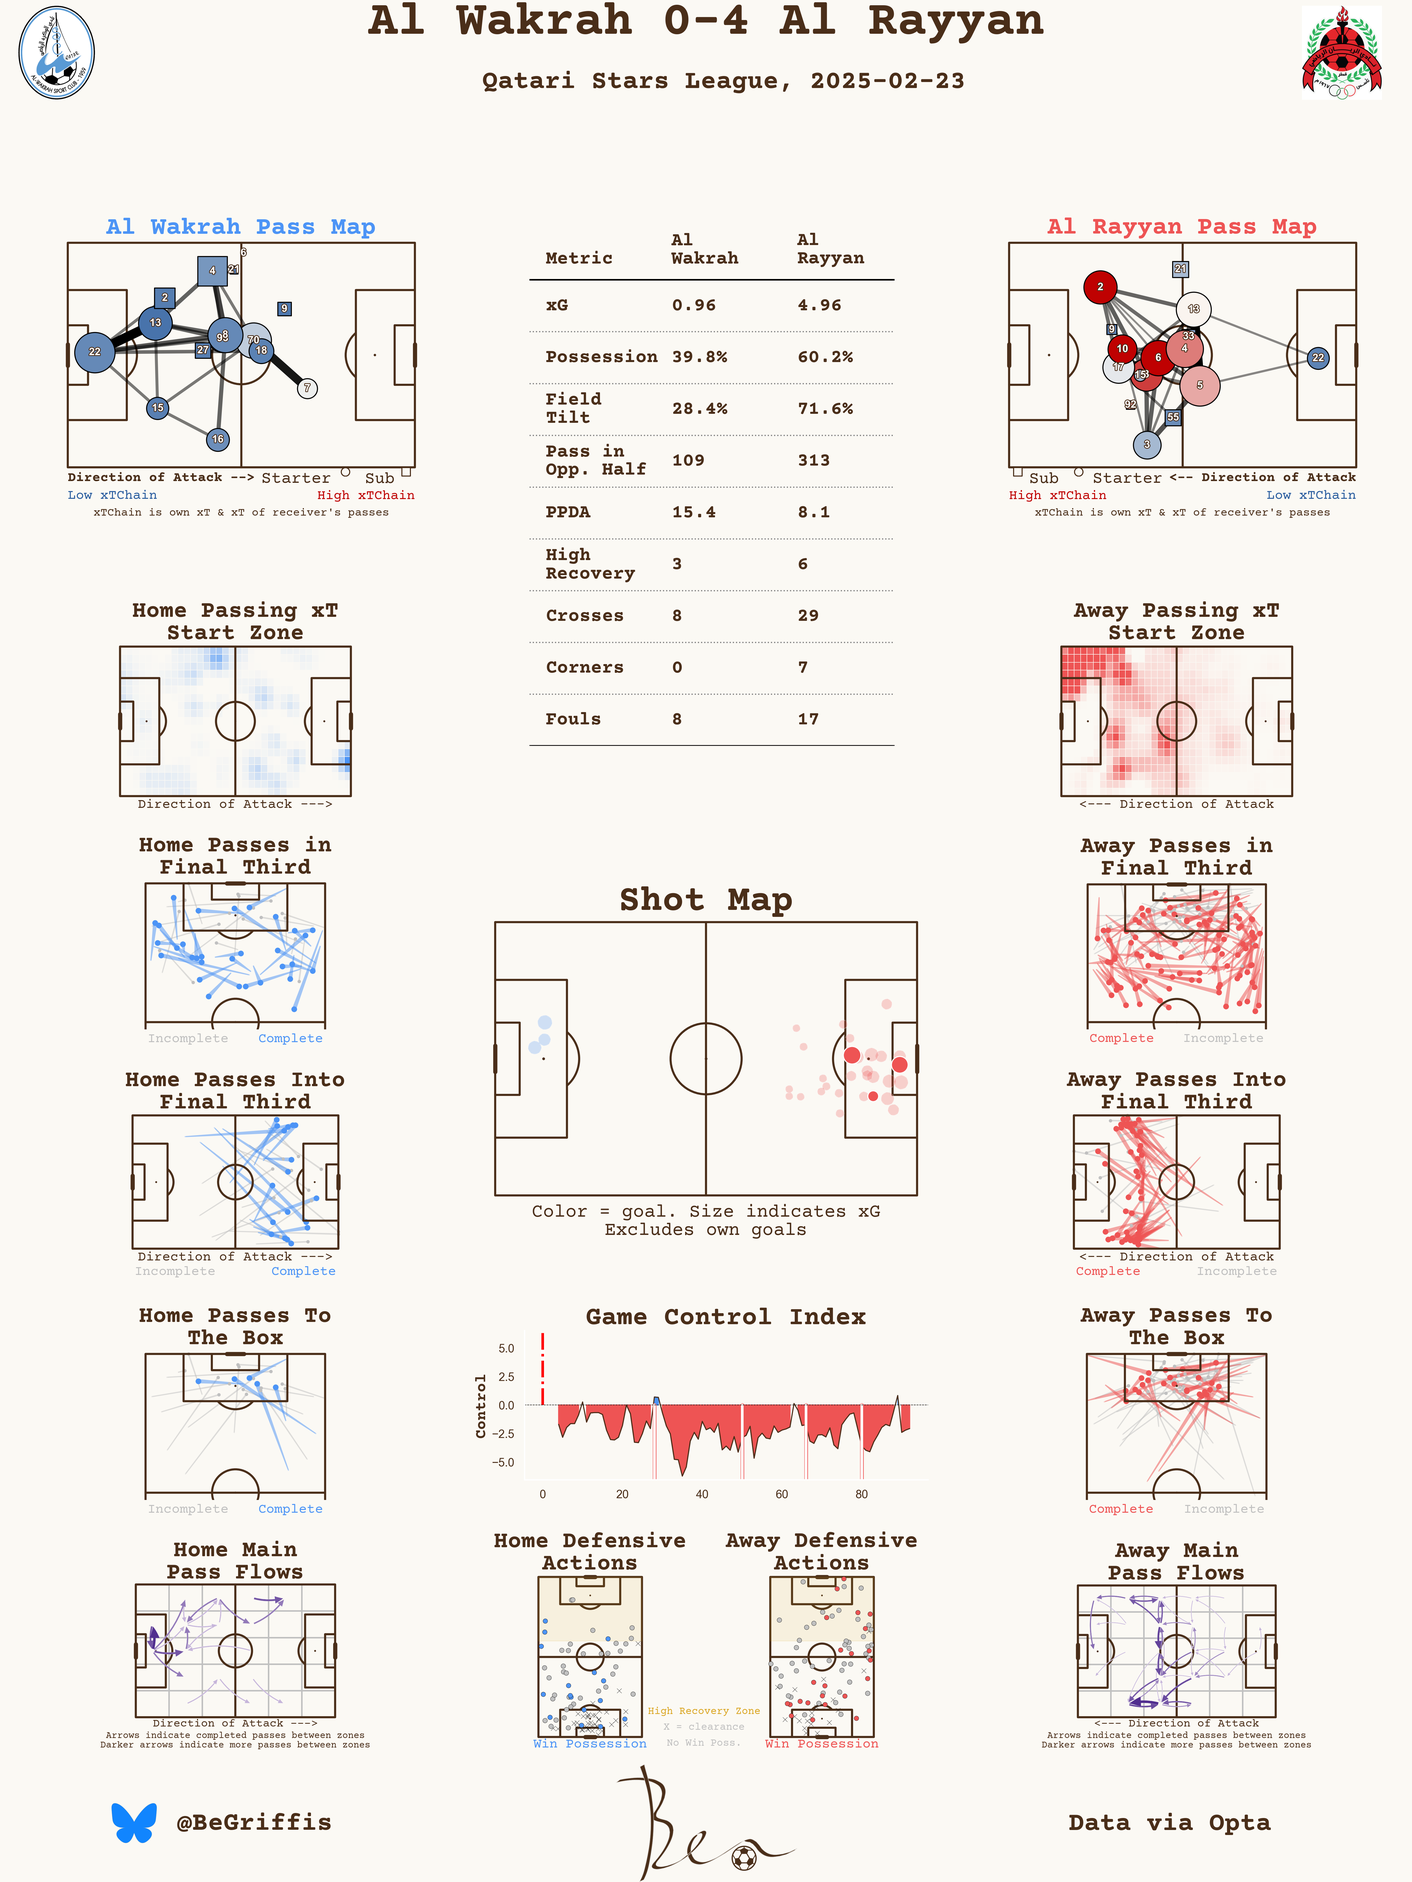 Al Wakrah 0-4 Al Rayyan
Qatari Stars League, 2025-02-23
Al Wakrah Pass Map
6
4
21
2
9
13
8
70
22
27
18
7
15
16
Direction of Attack --> Starter Sub
Low xTChain High xTChain
xTChain is own xT & xT of receiver's passes
Metric Al Wakrah Al Rayyan
xG 0.96 4.96
Possession 39.8% 60.2%
Field Tilt 28.4% 71.6%
Pass in Opp. Half 109 313
PPDA 15.4 8.1
High Recovery 3 6
Crosses 8 29
Corners 0 7
Fouls 8 17
Al Rayyan Pass Map
21
2
13
9
33
10
4
6
22
17
15
5
92
55
3
Sub Starter <-- Direction of Attack
High xTChain Low xTChain
xTChain is own xT & xT of receiver's passes
Home Passing xT
Start Zone
Direction of Attack --->
Away Passing xT
Start Zone
<--- Direction of Attack
Home Passes in
Final Third
Incomplete Complete
Away Passes in
Final Third
Complete Incomplete
Shot Map
Color = goal. Size indicates xG
Excludes own goals
Home Passes Into
Final Third
Direction of Attack --->
Incomplete Complete
Away Passes Into
Final Third
<--- Direction of Attack
Complete Incomplete
Home Passes To
The Box
Incomplete Complete
Game Control Index
Control
5.0
2.5
0.0
−2.5
−5.0
0 20 40 60 80
Away Passes To
The Box
Complete Incomplete
Home Main
Pass Flows
Direction of Attack --->
Arrows indicate completed passes between zones
Darker arrows indicate more passes between zones
Home Defensive
Actions
Win Possession
Away Defensive
Actions
Win Possession
High Recovery Zone
X = clearance
No Win Poss.
Away Main
Pass Flows
<--- Direction of Attack
Arrows indicate completed passes between zones
Darker arrows indicate more passes between zones
@BeGriffis
Ben
Data via Opta